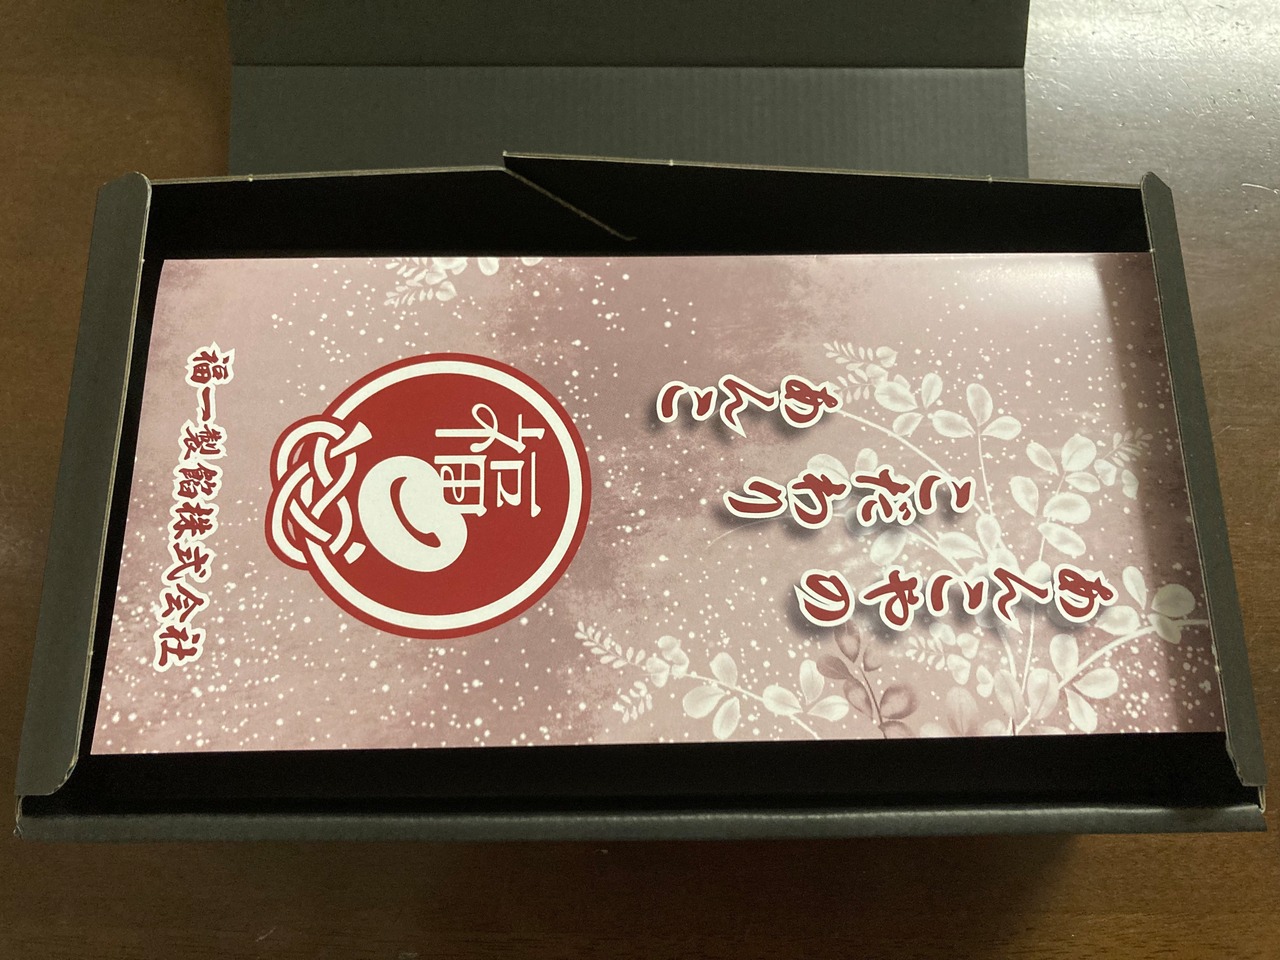 あんこやの
こだわり
あんこ
福
福一製餡株式会社